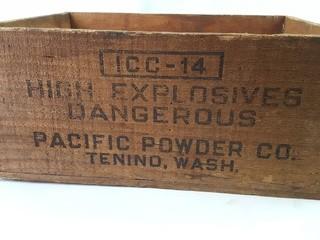 ICC-14
HIGH EXPLOSIVES
DANGEROUS
PACIFIC POWDER CO.
TENINO, WASH.